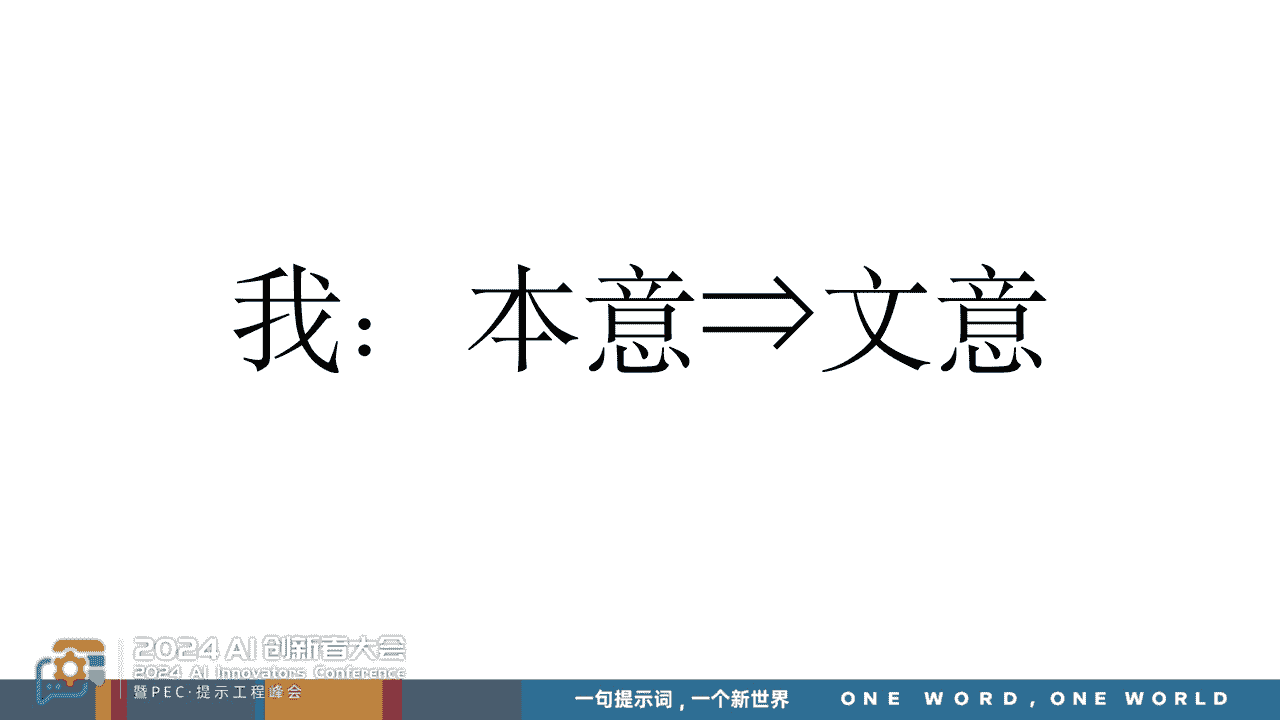 我： 本意⇒文意
2024 AI 创新者大会
2024 AI Innovators Conference
暨PEC·提示工程峰会
一句提示词，一个新世界
ONE WORD, ONE WORLD